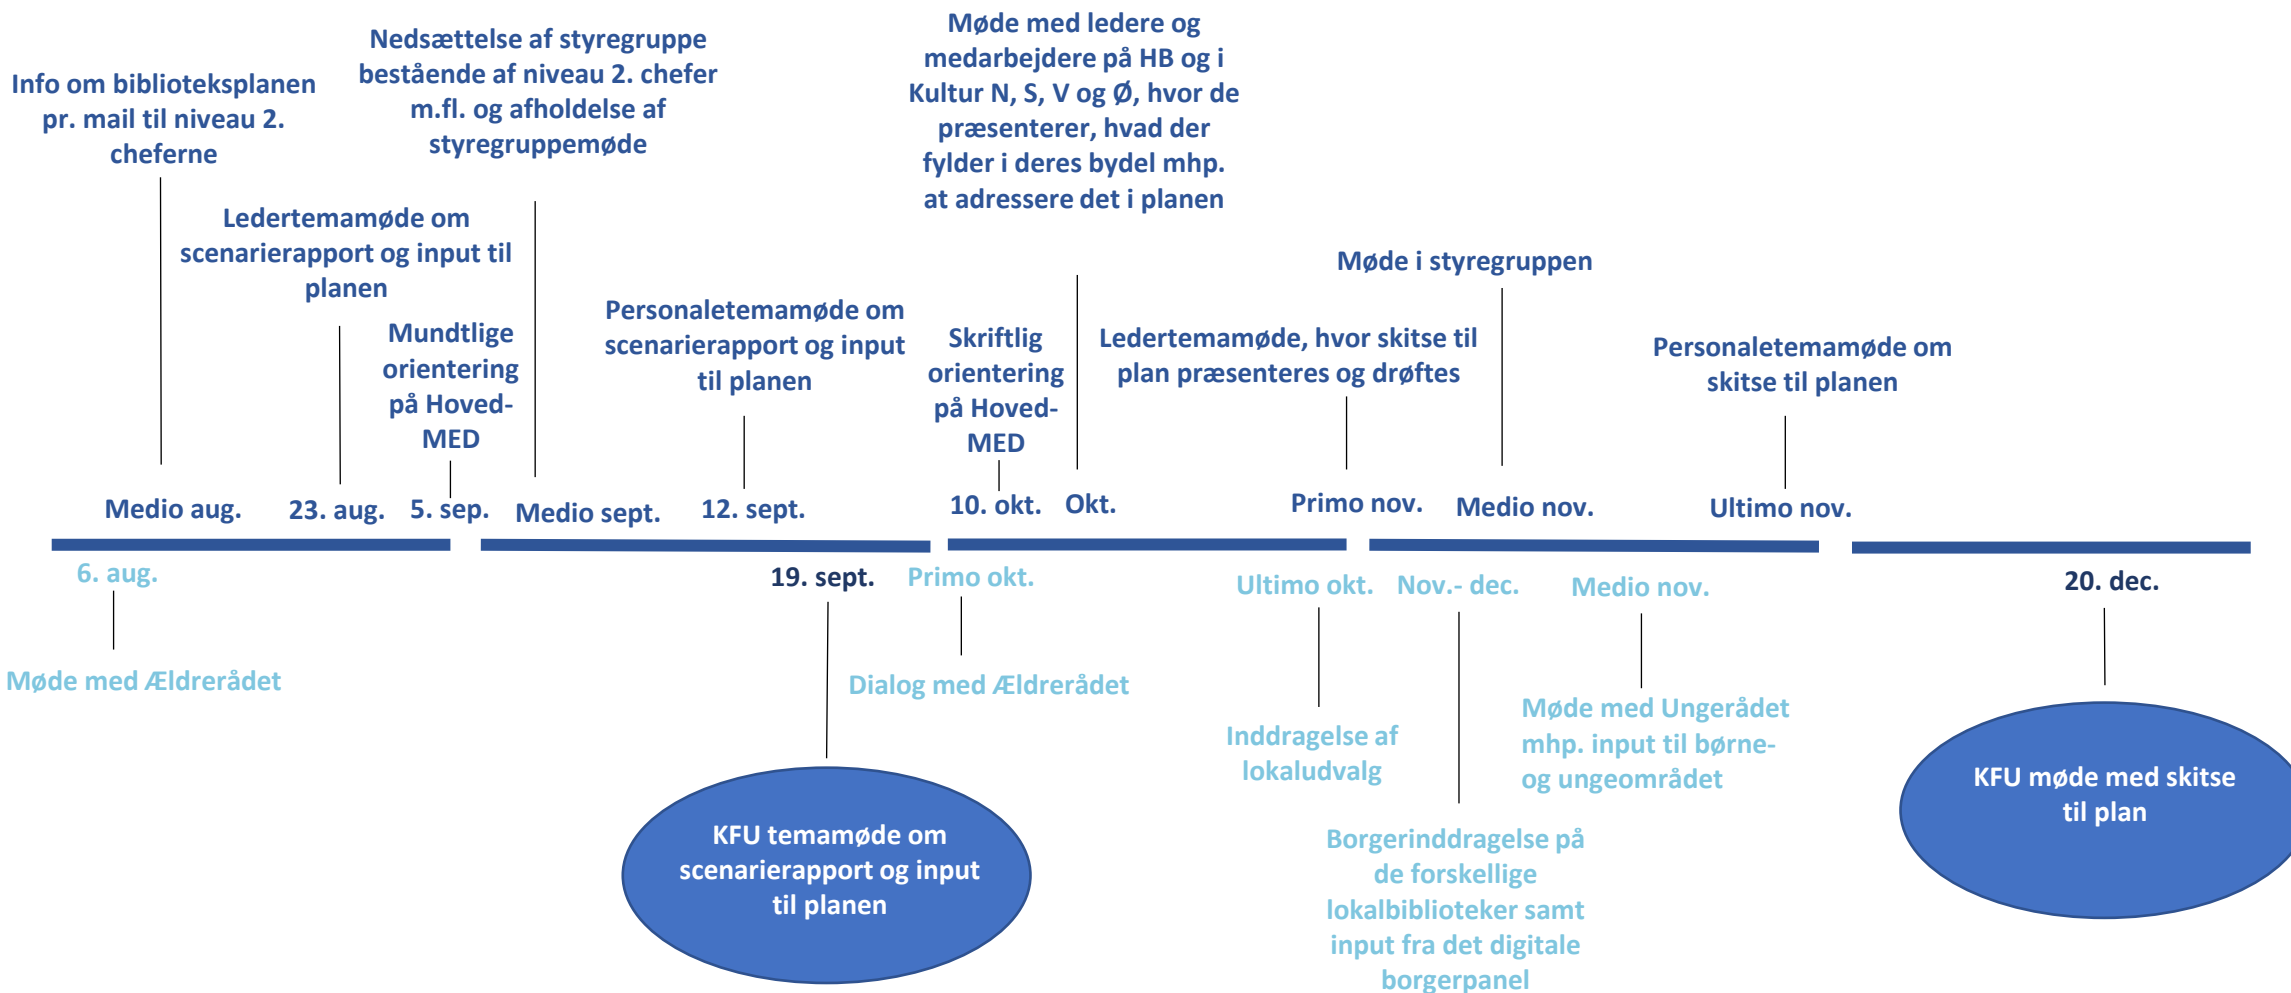 Info om biblioteksplanen
pr. mail til niveau 2.
cheferne
Ledertemamøde om
scenarierapport og input til
planen
Mundtlige
orientering
på Hoved-
MED
Nedsættelse af styregruppe
bestående af niveau 2. chefer
m.fl. og afholdelse af
styregruppemøde
Personaletemamøde om
scenarierapport og input
til planen
Skriftlig
orientering
på Hoved-
MED
Møde med ledere og
medarbejdere på HB og i
Kultur N, S, V og Ø, hvor de
præsenterer, hvad der
fylder i deres bydel mhp.
at adressere det i planen
Ledertemamøde, hvor skitse til
plan præsenteres og drøftes
Møde i styregruppen
Personaletemamøde om
skitse til planen
Medio aug.
23. aug.
5. sep.
Medio sept.
12. sept.
10. okt.
Okt.
Primo nov.
Medio nov.
Ultimo nov.
6. aug.
19. sept.
Primo okt.
Ultimo okt.
Nov.- dec.
Medio nov.
20. dec.
Møde med Ældrerådet
KFU temamøde om
scenarierapport og input
til planen
Dialog med Ældrerådet
Inddragelse af
lokaludvalg
Borgerinddragelse på
de forskellige
lokalbiblioteker samt
input fra det digitale
borgerpanel
Møde med Ungerådet
mhp. input til børne-
og ungeområdet
KFU møde med skitse
til plan